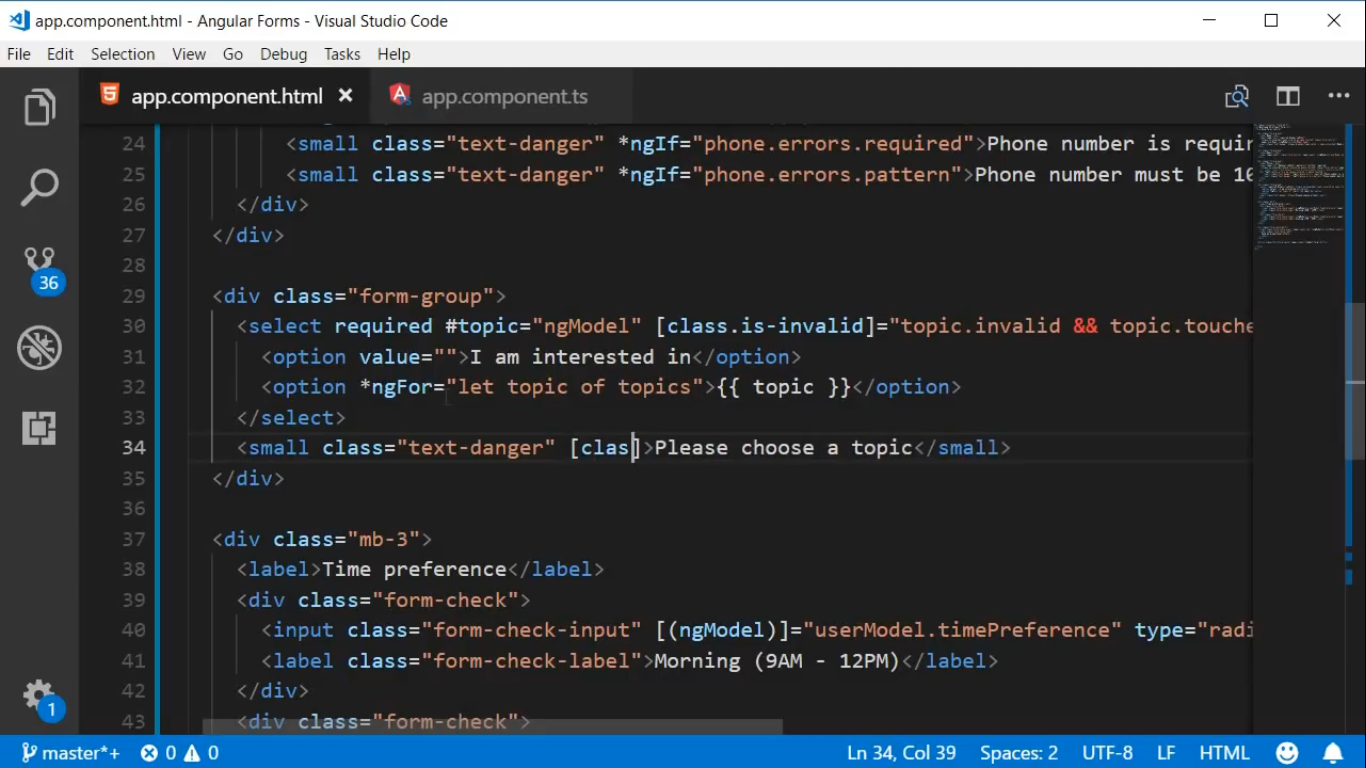 app.component.html - Angular Forms - Visual Studio Code
File Edit Selection View Go Debug Tasks Help
app.component.html app.component.ts
24 <small class="text-danger" *ngIf="phone.errors.required">Phone number is requir
25 <small class="text-danger" *ngIf="phone.errors.pattern">Phone number must be 10
26 </div>
27 </div>
28
29 <div class="form-group">
30 <select required #topic="ngModel" [class.is-invalid]="topic.invalid && topic.touche
31 <option value="">I am interested in</option>
32 <option *ngFor="let topic of topics">{{ topic }}</option>
33 </select>
34 <small class="text-danger" [clas]>Please choose a topic</small>
35 </div>
36
37 <div class="mb-3">
38 <label>Time preference</label>
39 <div class="form-check">
40 <input class="form-check-input" [(ngModel)]="userModel.timePreference" type="radi
41 <label class="form-check-label">Morning (9AM - 12PM)</label>
42 </div>
43 <div class="form-check">
36
1
master*+ 0 0 Ln 34, Col 39 Spaces: 2 UTF-8 LF HTML